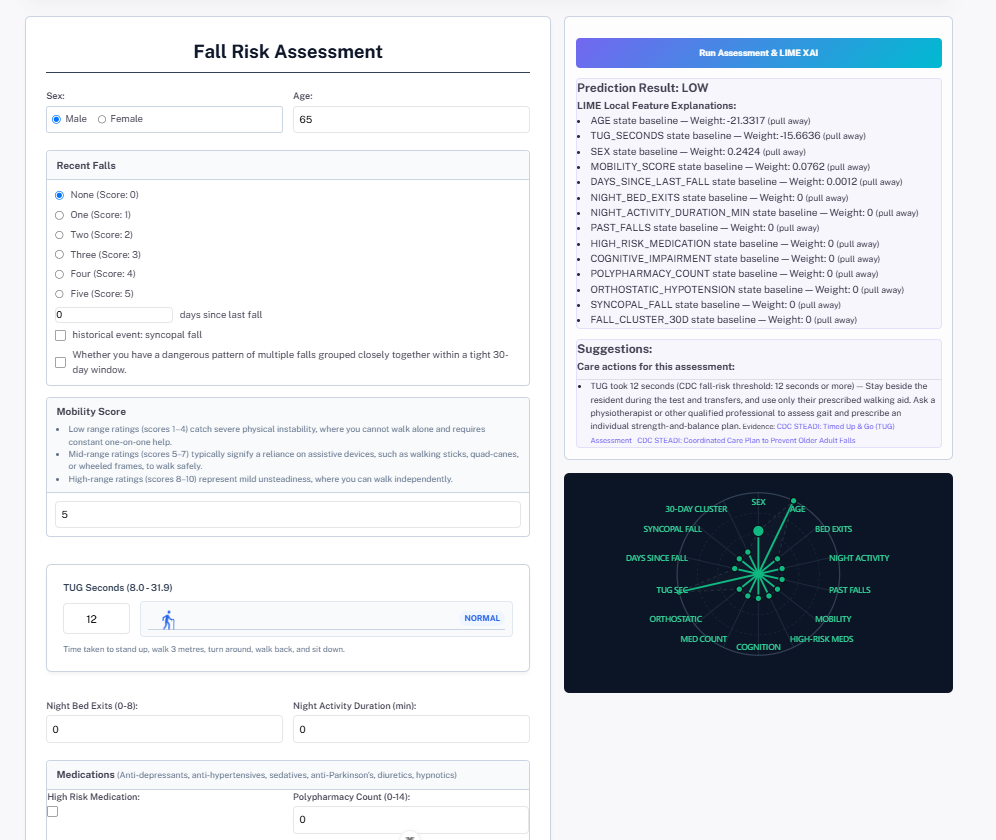 Fall Risk Assessment
Sex:
Age:
Male
Female
65
Recent Falls
None (Score: 0)
One (Score: 1)
Two (Score: 2)
Three (Score: 3)
Four (Score: 4)
Five (Score: 5)
0
days since last fall
historical event: syncopal fall
Whether you have a dangerous pattern of multiple falls grouped closely together within a tight 30-
day window.
Mobility Score
Low range ratings (scores 1–4) catch severe physical instability, where you cannot walk alone and requires
constant one-on-one help.
Mid-range ratings (scores 5–7) typically signify a reliance on assistive devices, such as walking sticks, quad-canes,
or wheeled frames, to walk safely.
High-range ratings (scores 8–10) represent mild unsteadiness, where you can walk independently.
5
TUG Seconds (8.0 - 31.9)
12
NORMAL
Time taken to stand up, walk 3 metres, turn around, walk back, and sit down.
Night Bed Exits (0-8):
Night Activity Duration (min):
0
0
Medications (Anti-depressants, anti-hypertensives, sedatives, anti-Parkinson's, diuretics, hypnotics)
High Risk Medication:
Polypharmacy Count (0-14):
0
Run Assessment & LIME XAI
Prediction Result: LOW
LIME Local Feature Explanations:
AGE state baseline — Weight: -21.3317 (pull away)
TUG_SECONDS state baseline — Weight: -15.6636 (pull away)
SEX state baseline — Weight: 0.2424 (pull away)
MOBILITY_SCORE state baseline — Weight: 0.0762 (pull away)
DAYS_SINCE_LAST_FALL state baseline — Weight: 0.0012 (pull away)
NIGHT_BED_EXITS state baseline — Weight: 0 (pull away)
NIGHT_ACTIVITY_DURATION_MIN state baseline — Weight: 0 (pull away)
PAST_FALLS state baseline — Weight: 0 (pull away)
HIGH_RISK_MEDICATION state baseline — Weight: 0 (pull away)
COGNITIVE_IMPAIRMENT state baseline — Weight: 0 (pull away)
POLYPHARMACY_COUNT state baseline — Weight: 0 (pull away)
ORTHOSTATIC_HYPOTENSION state baseline — Weight: 0 (pull away)
SYNCOPAL_FALL state baseline — Weight: 0 (pull away)
FALL_CLUSTER_30D state baseline — Weight: 0 (pull away)
Suggestions:
Care actions for this assessment:
TUG took 12 seconds (CDC fall-risk threshold: 12 seconds or more) — Stay beside the
resident during the test and transfers, and use only their prescribed walking aid. Ask a
physiotherapist or other qualified professional to assess gait and prescribe an
individual strength-and-balance plan. Evidence: CDC STEADI: Timed Up & Go (TUG)
Assessment CDC STEADI: Coordinated Care Plan to Prevent Older Adult Falls
SEX
30-DAY CLUSTER
AGE
SYNCOPAL FALL
BED EXITS
DAYS SINCE FALL
NIGHT ACTIVITY
TUG SEC
PAST FALLS
ORTHOSTATIC
MOBILITY
MED COUNT
HIGH-RISK MEDS
COGNITION